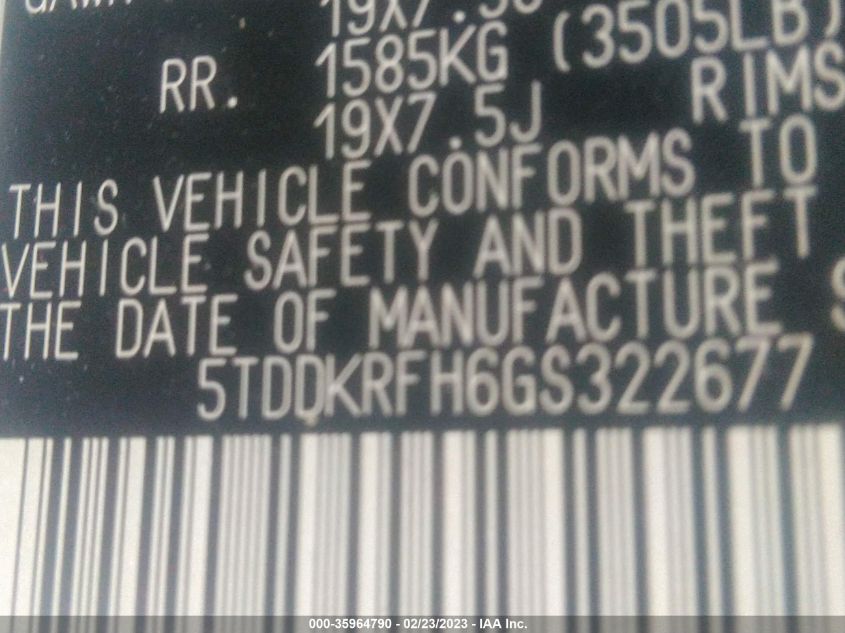 GAWR
19X7.5J
RR. 1585KG (3505LB)
19X7.5J RIMS
THIS VEHICLE CONFORMS TO
VEHICLE SAFETY AND THEFT
THE DATE OF MANUFACTURE S
5TDDKRFH6GS322677
000-35964790 - 02/23/2023 - IAA Inc.